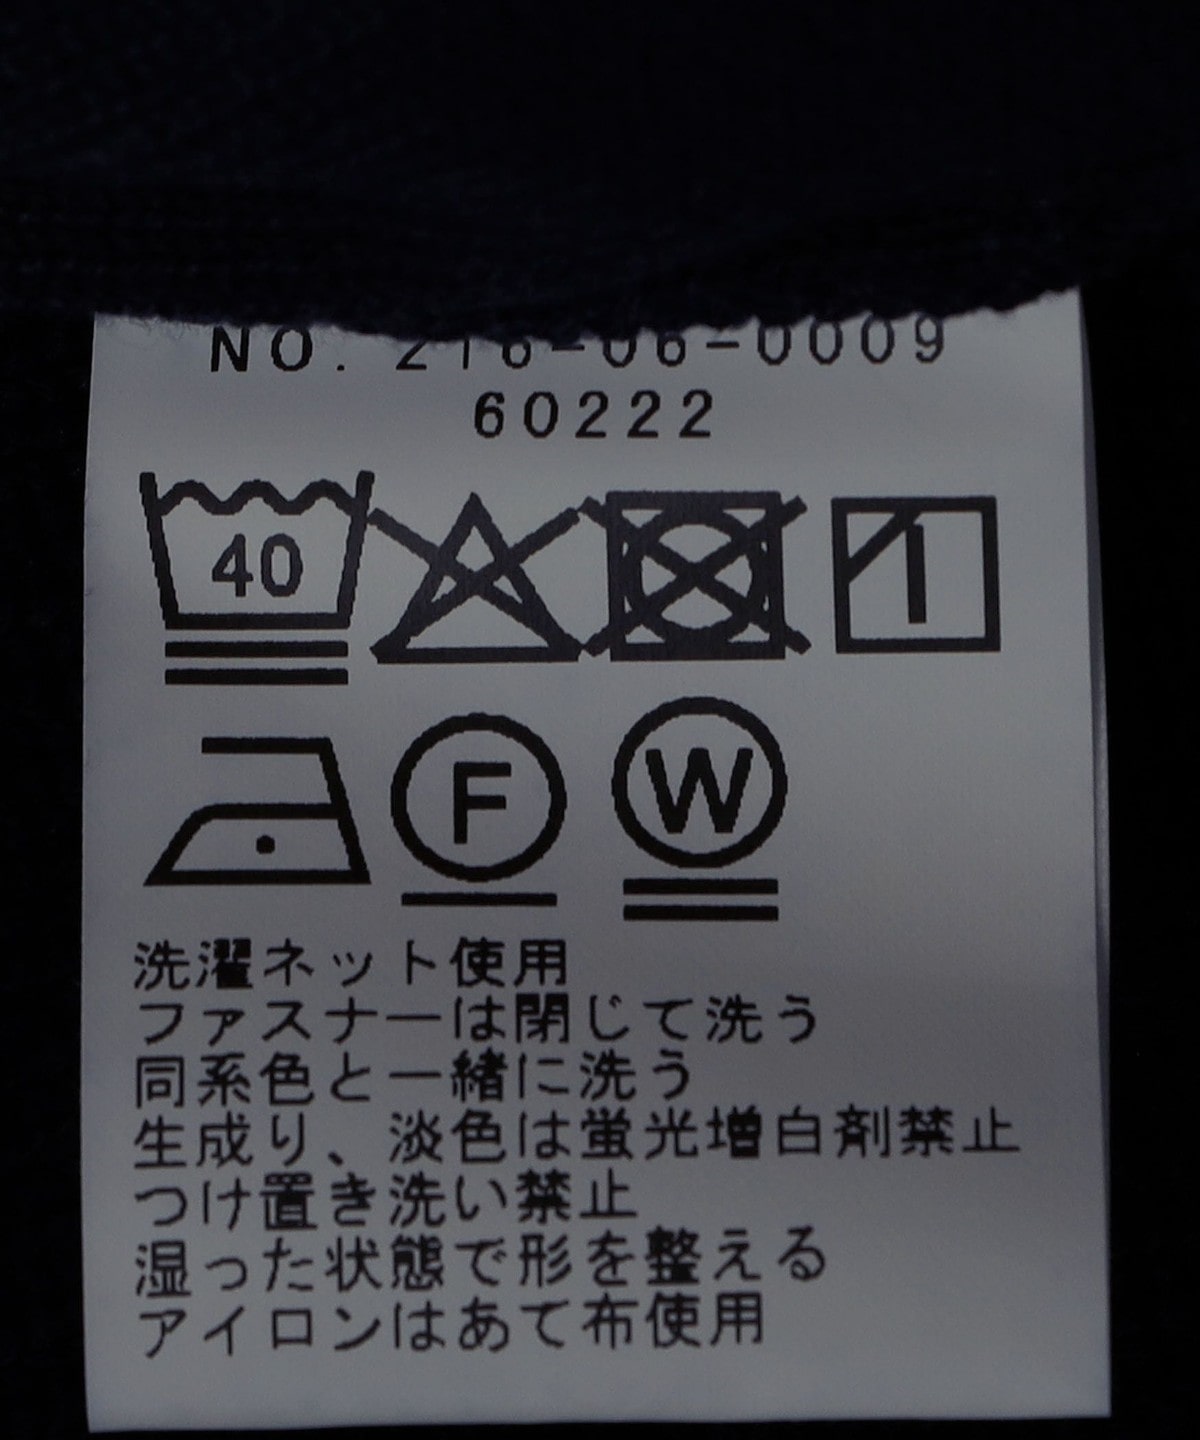 NO. 216-06-0009
60222
40
F W
洗濯ネット使用
ファスナーは閉じて洗う
同系色と一緒に洗う
生成り、淡色は蛍光増白剤禁止
つけ置き洗い禁止
湿った状態で形を整える
アイロンはあて布使用